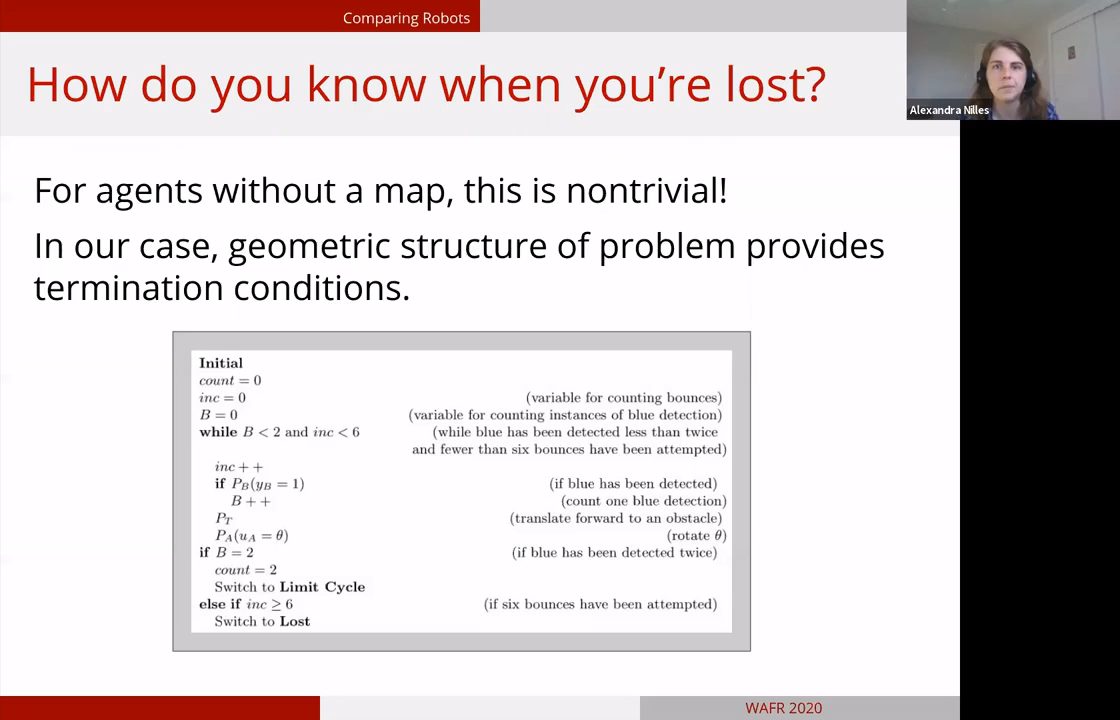 Comparing Robots
How do you know when you're lost?
Alexandra Nilles
For agents without a map, this is nontrivial!
In our case, geometric structure of problem provides
termination conditions.
Initial
count = 0
inc = 0 (variable for counting bounces)
B = 0 (variable for counting instances of blue detection)
while B < 2 and inc < 6 (while blue has been detected less than twice
and fewer than six bounces have been attempted)
inc + +
if P_B(y_B = 1) (if blue has been detected)
B + + (count one blue detection)
P_T (translate forward to an obstacle)
P_A(u_A = θ) (rotate θ)
if B = 2 (if blue has been detected twice)
count = 2
Switch to Limit Cycle
else if inc ≥ 6 (if six bounces have been attempted)
Switch to Lost
WAFR 2020